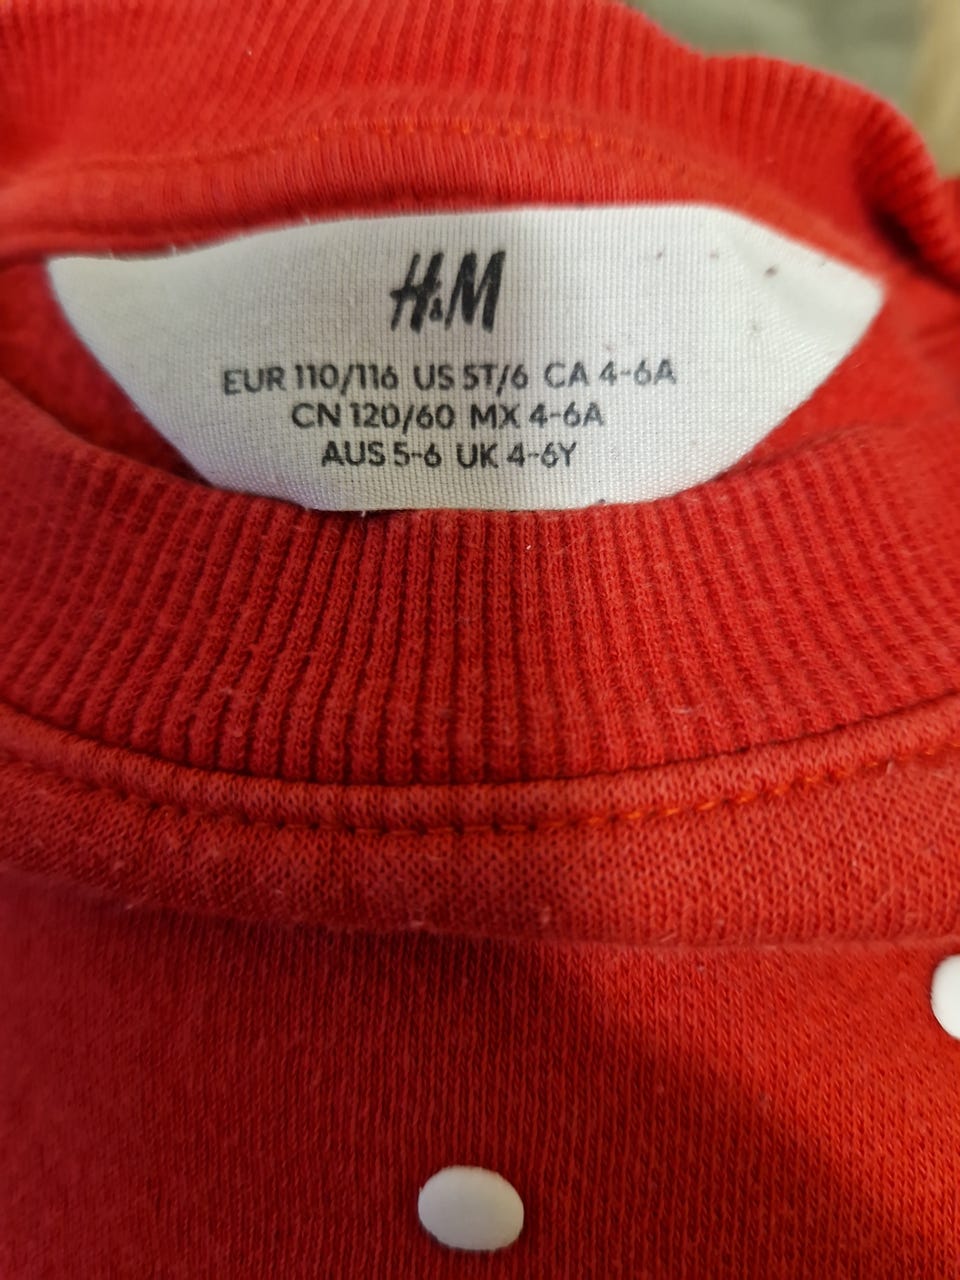 H&M
EUR 110/116 US 5T/6 CA 4-6A
CN 120/60 MX 4-6A
AUS 5-6 UK 4-6Y